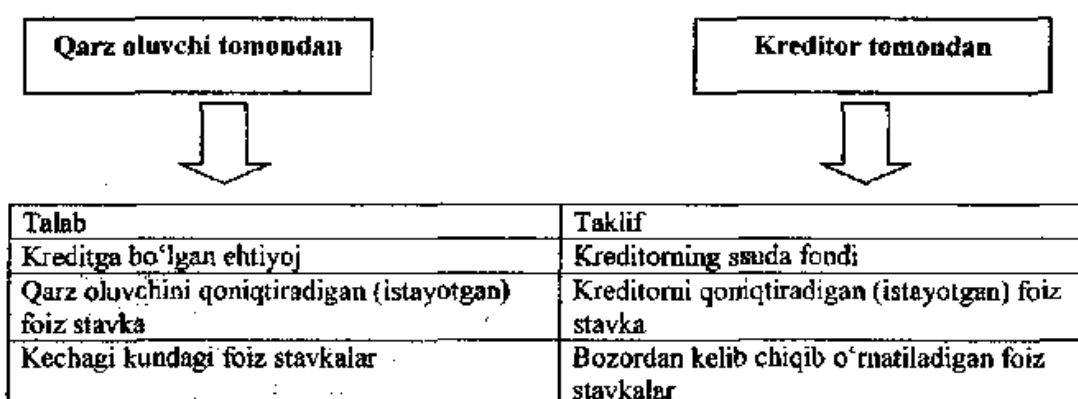 Qarz oluvchi tomondan
Kreditor tomondan
Talab
Taklif
Kreditga bo‘lgan ehtiyoj
Kreditorning ssuda fondi
Qarz oluvchini qoniqtiradigan (istayotgan)
foiz stavka
Kreditorni qoniqtiradigan (istayotgan) foiz
stavka
Kechagi kundagi foiz stavkalar
Bozordan kelib chiqib o‘rnatiladigan foiz
stavkalar